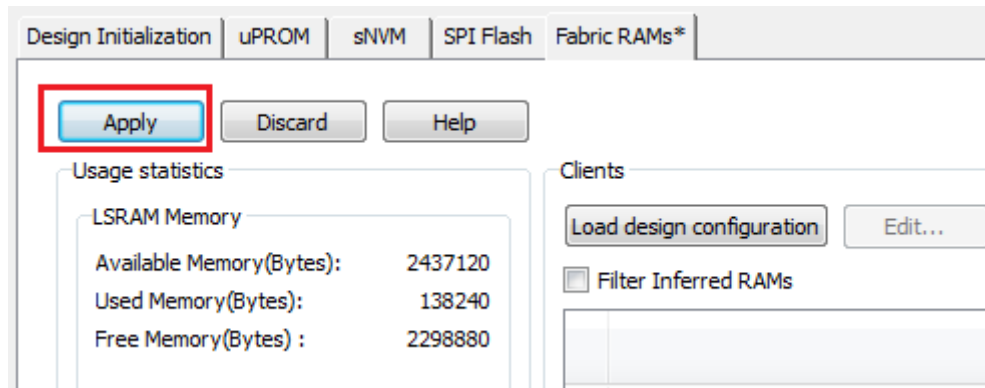 Design Initialization uPROM sNVM SPI Flash Fabric RAMs*
Apply Discard Help
Usage statistics
LSRAM Memory
Available Memory(Bytes): 2437120
Used Memory(Bytes): 138240
Free Memory(Bytes) : 2298880
Clients
Load design configuration Edit...
Filter Inferred RAMs